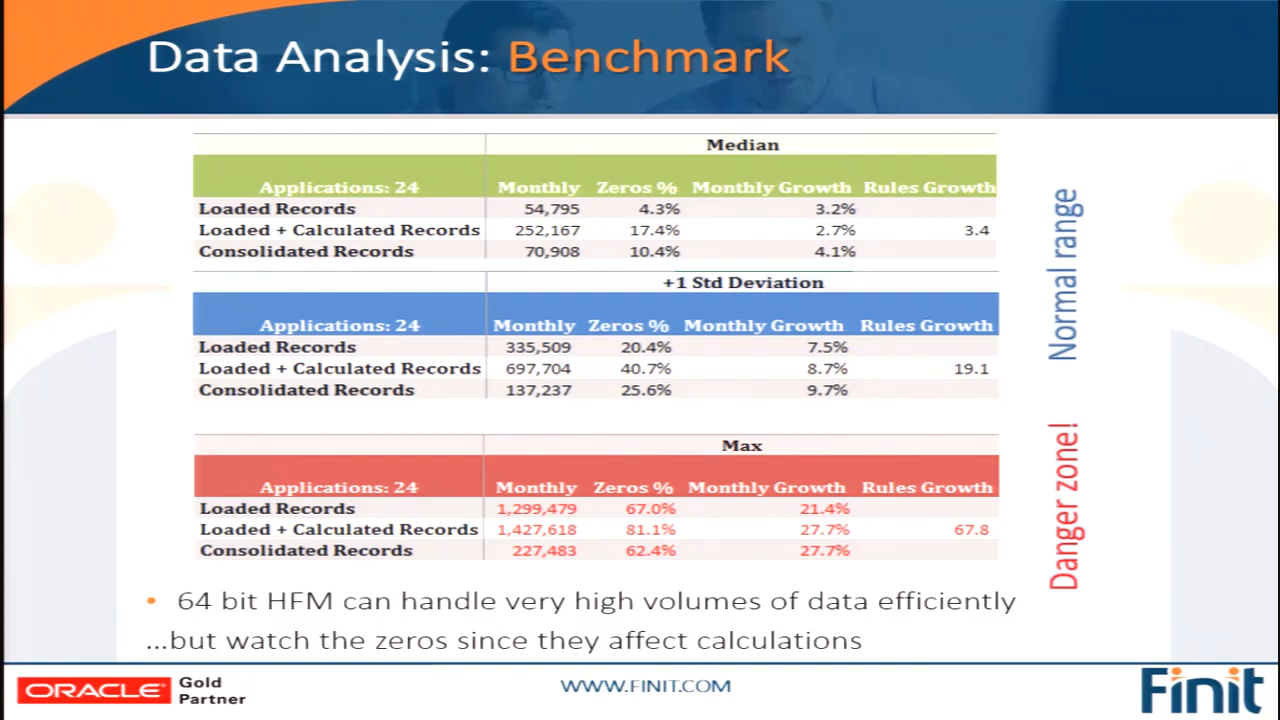 Data Analysis: Benchmark
Median
Applications: 24 Monthly Zeros % Monthly Growth Rules Growth
Loaded Records 54,795 4.3% 3.2%
Loaded + Calculated Records 252,167 17.4% 2.7% 3.4
Consolidated Records 70,908 10.4% 4.1%
+1 Std Deviation
Applications: 24 Monthly Zeros % Monthly Growth Rules Growth
Loaded Records 335,509 20.4% 7.5%
Loaded + Calculated Records 697,704 40.7% 8.7% 19.1
Consolidated Records 137,237 25.6% 9.7%
Normal range
Max
Applications: 24 Monthly Zeros % Monthly Growth Rules Growth
Loaded Records 1,299,479 67.0% 21.4%
Loaded + Calculated Records 1,427,618 81.1% 27.7% 67.8
Consolidated Records 227,483 62.4% 27.7%
Danger zone!
• 64 bit HFM can handle very high volumes of data efficiently
...but watch the zeros since they affect calculations
ORACLE Gold
Partner
WWW.FINIT.COM
Finit